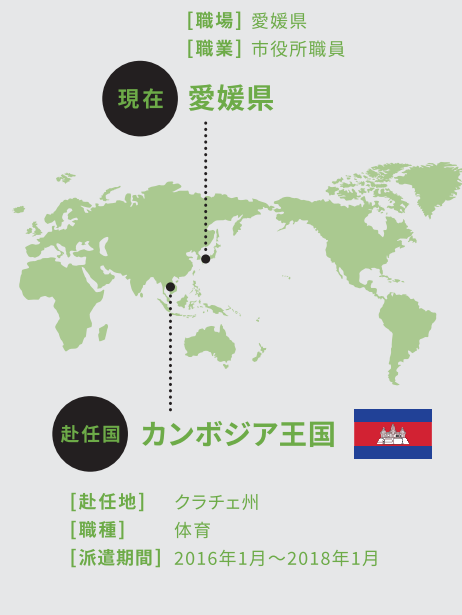 [職場] 愛媛県
[職業] 市役所職員
現在 愛媛県
赴任国 カンボジア王国
[赴任地] クラチェ州
[職種] 体育
[派遣期間] 2016年1月～2018年1月